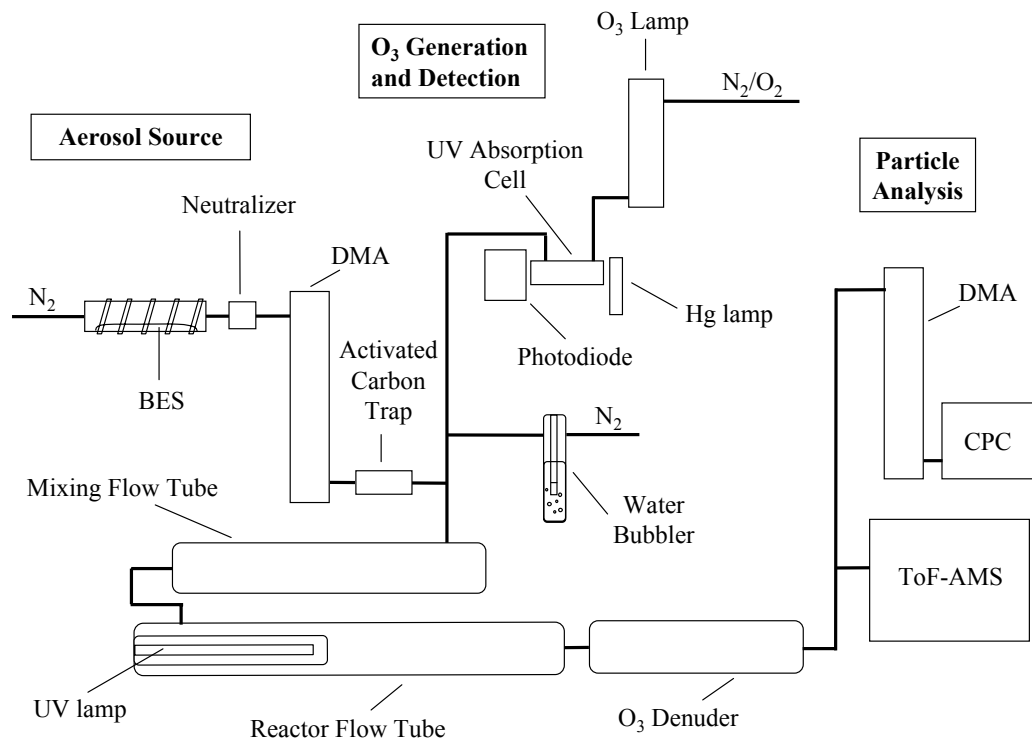 O₃ Lamp
O₃ Generation
and Detection
N₂/O₂
Aerosol Source
UV Absorption
Cell
Particle
Analysis
Neutralizer
DMA
N₂
DMA
Hg lamp
Photodiode
Activated
Carbon
Trap
BES
N₂
CPC
Mixing Flow Tube
Water
Bubbler
ToF-AMS
UV lamp
Reactor Flow Tube
O₃ Denuder